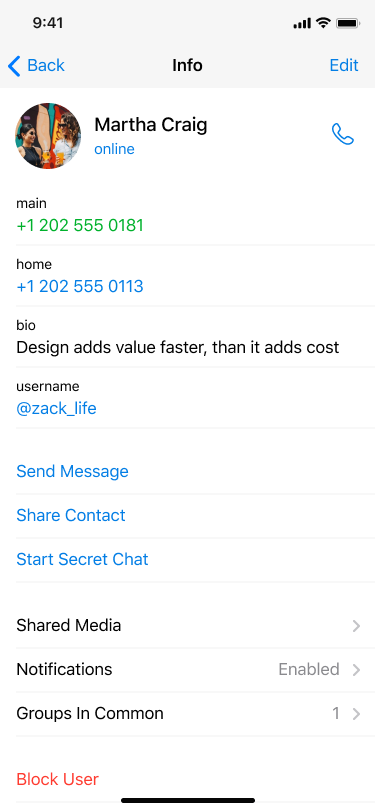 9:41
Back Info Edit
Martha Craig
online
main
+1 202 555 0181
home
+1 202 555 0113
bio
Design adds value faster, than it adds cost
username
@zack_life
Send Message
Share Contact
Start Secret Chat
Shared Media
Notifications Enabled
Groups In Common 1
Block User